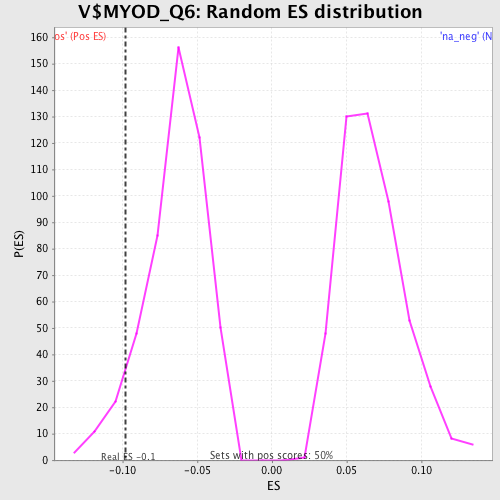 V$MYOD_Q6: Random ES distribution
os' (Pos ES)
'na_neg' (N
160
150
140
130
120
110
100
90
80
70
60
50
40
30
20
10
0
P(ES)
Real ES -0.1
Sets with pos scores: 50%
-0.10 -0.05 0.00 0.05 0.10
ES